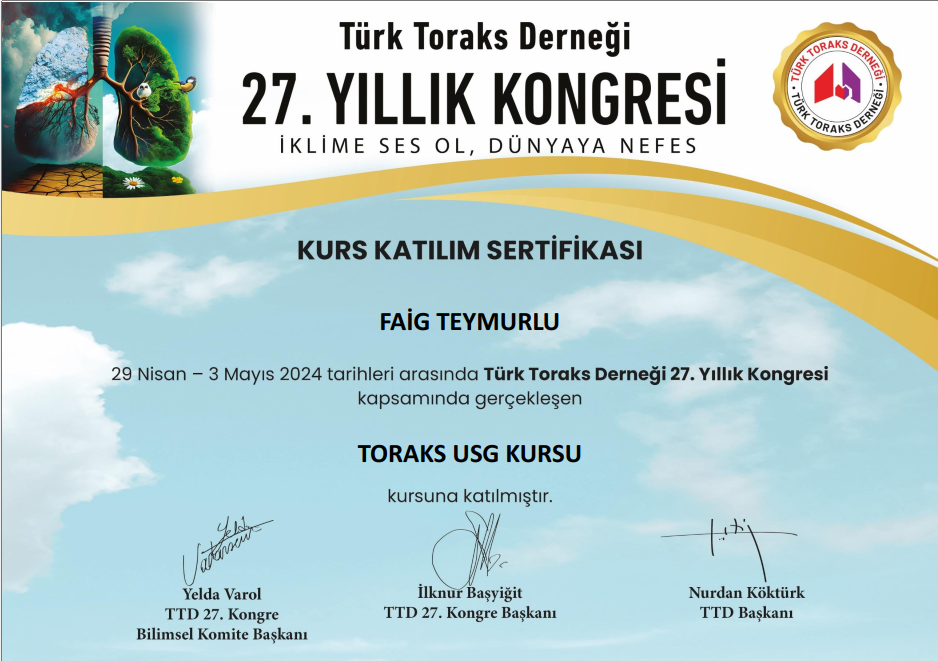 Türk Toraks Derneği
27. YILLIK KONGRESİ
İKLİME SES OL, DÜNYAYA NEFES
TÜRK TORAKS DERNEĞİ
TÜRK TORAKS DERNEĞİ
KURS KATILIM SERTİFİKASI
FAİG TEYMURLU
29 Nisan – 3 Mayıs 2024 tarihleri arasında Türk Toraks Derneği 27. Yıllık Kongresi
kapsamında gerçekleşen
TORAKS USG KURSU
kursuna katılmıştır.
Yelda Varol
TTD 27. Kongre
Bilimsel Komite Başkanı
İlknur Başyiğit
TTD 27. Kongre Başkanı
Nurdan Köktürk
TTD Başkanı